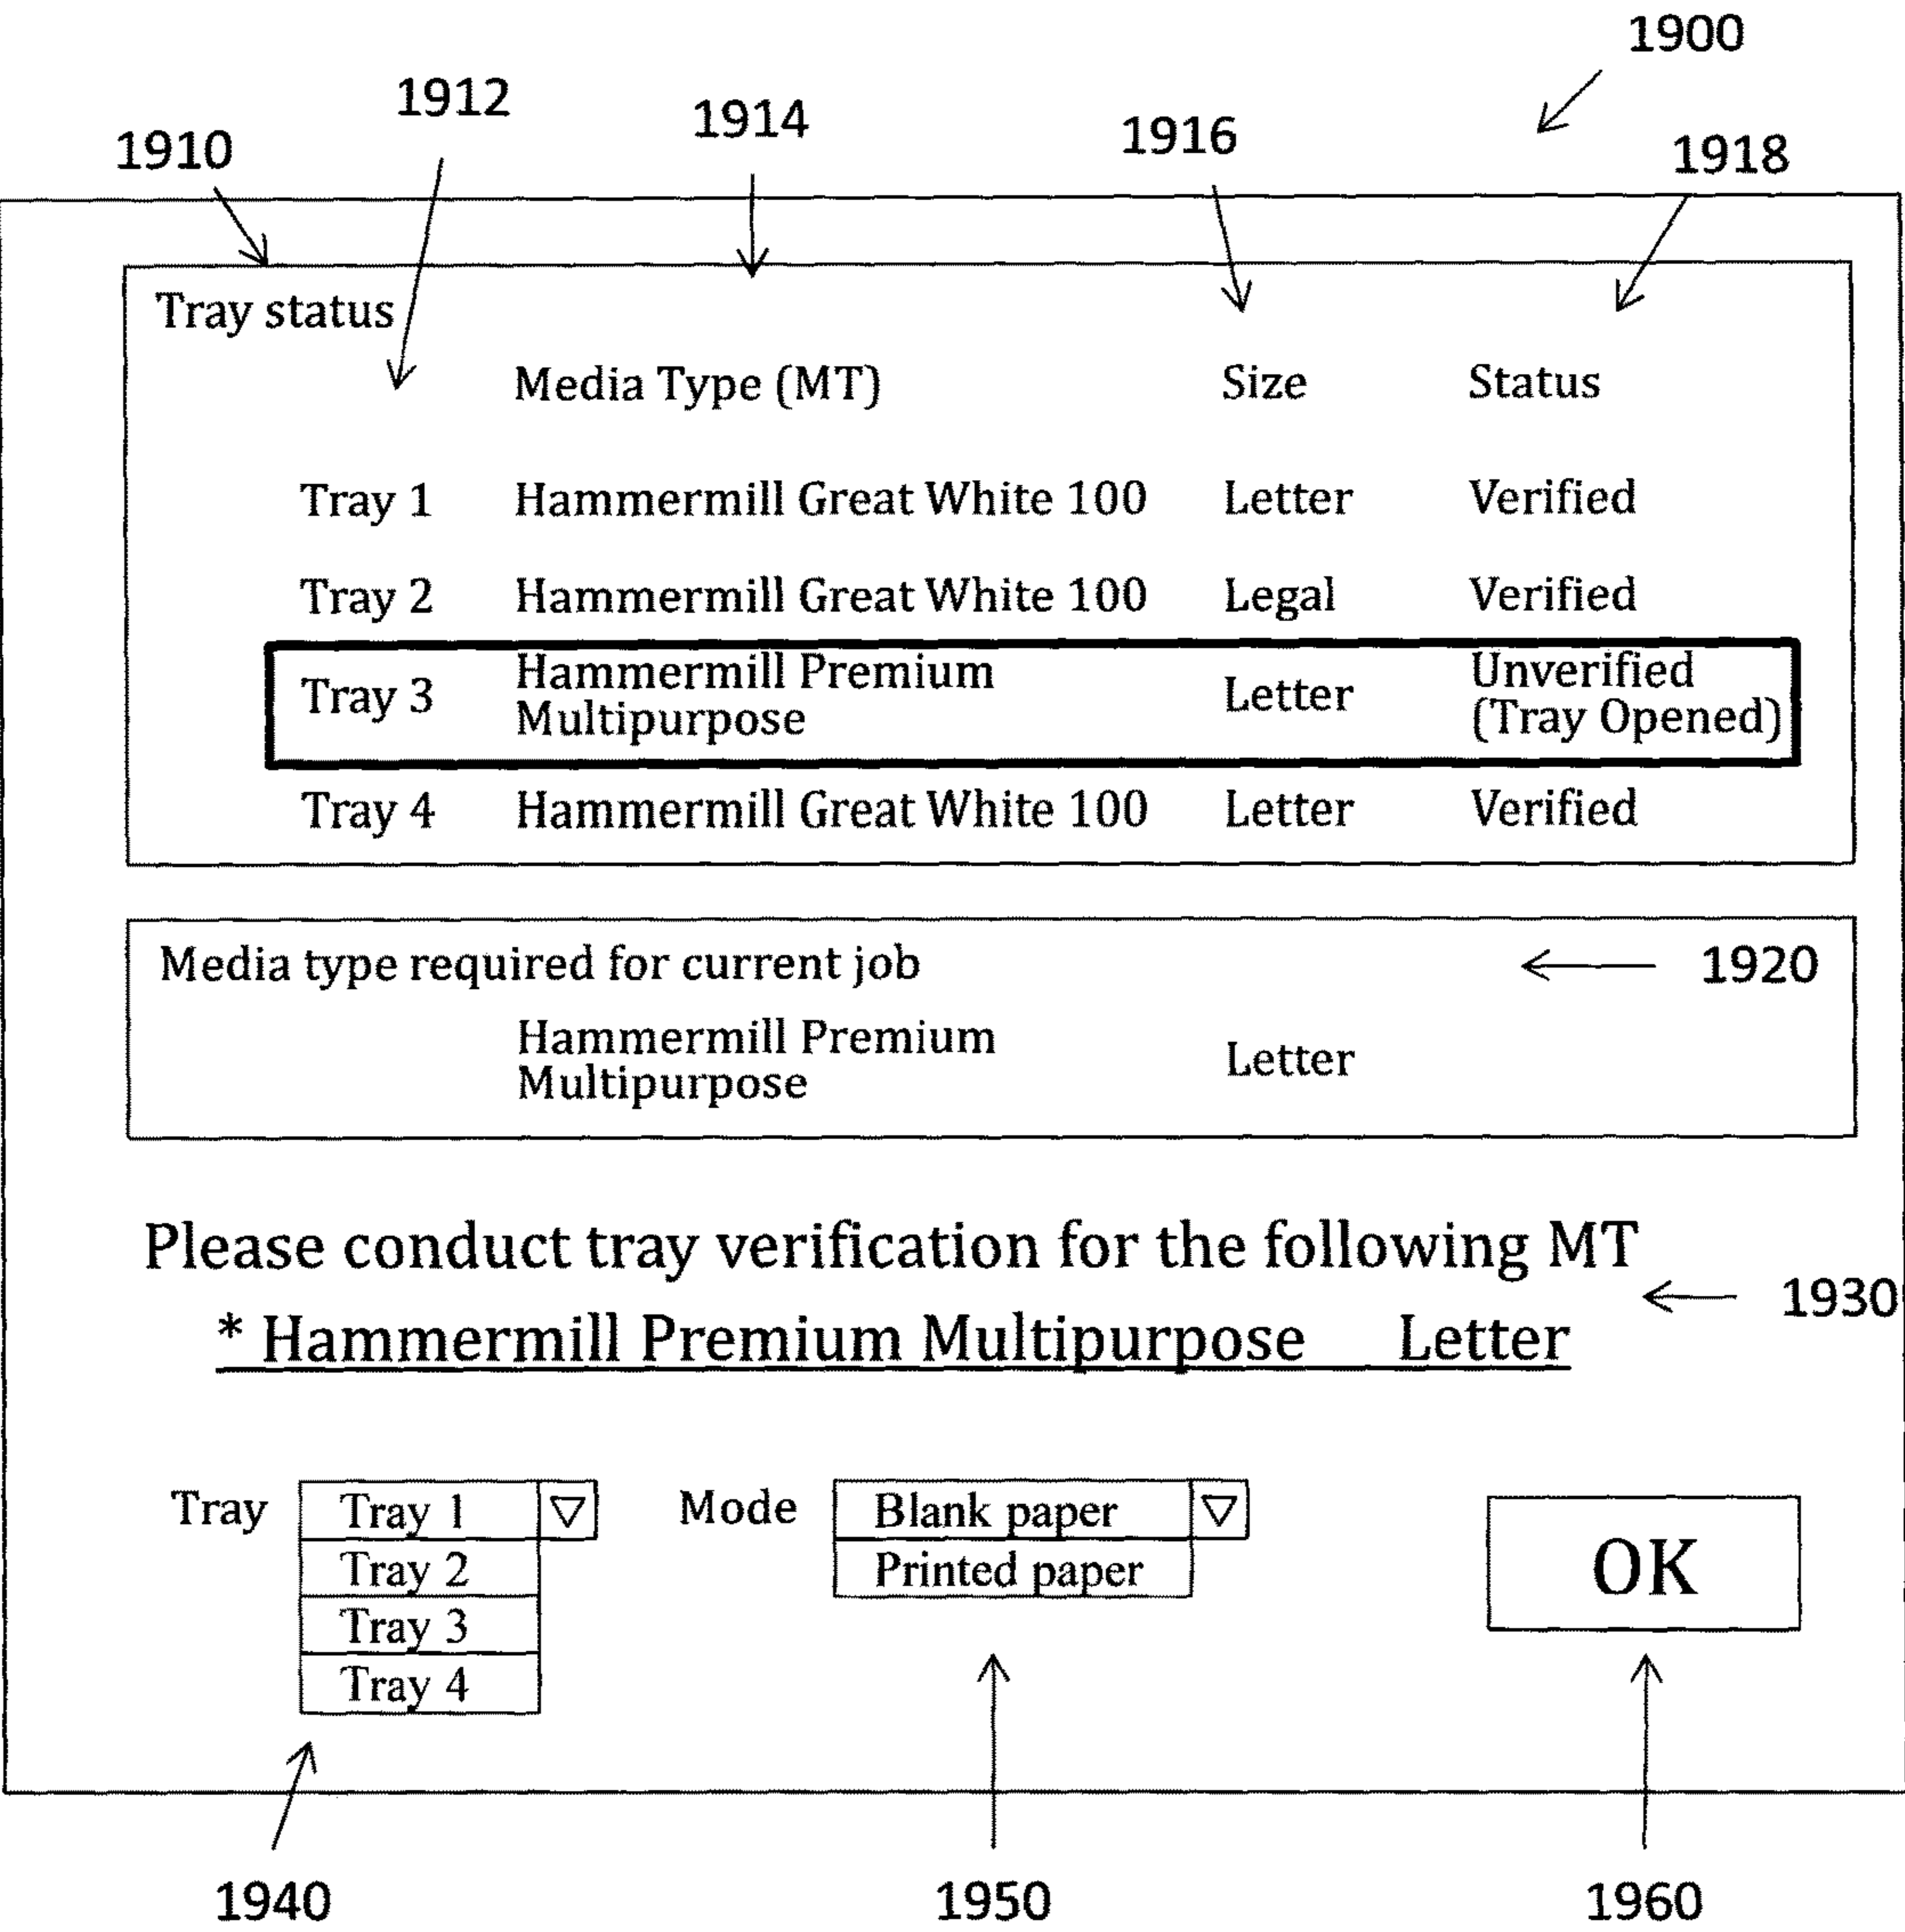 1900
1912
1914
1916
1910
1918
Tray status
Media Type (MT) Size Status
Tray 1 Hammermill Great White 100 Letter Verified
Tray 2 Hammermill Great White 100 Legal Verified
Tray 3 Hammermill Premium Multipurpose Letter Unverified (Tray Opened)
Tray 4 Hammermill Great White 100 Letter Verified
Media type required for current job 1920
Hammermill Premium
Multipurpose
Letter
Please conduct tray verification for the following MT
1930
* Hammermill Premium Multipurpose Letter
Tray Tray 1 Mode Blank paper
Tray 2 Printed paper
Tray 3
Tray 4
OK
1940 1950 1960